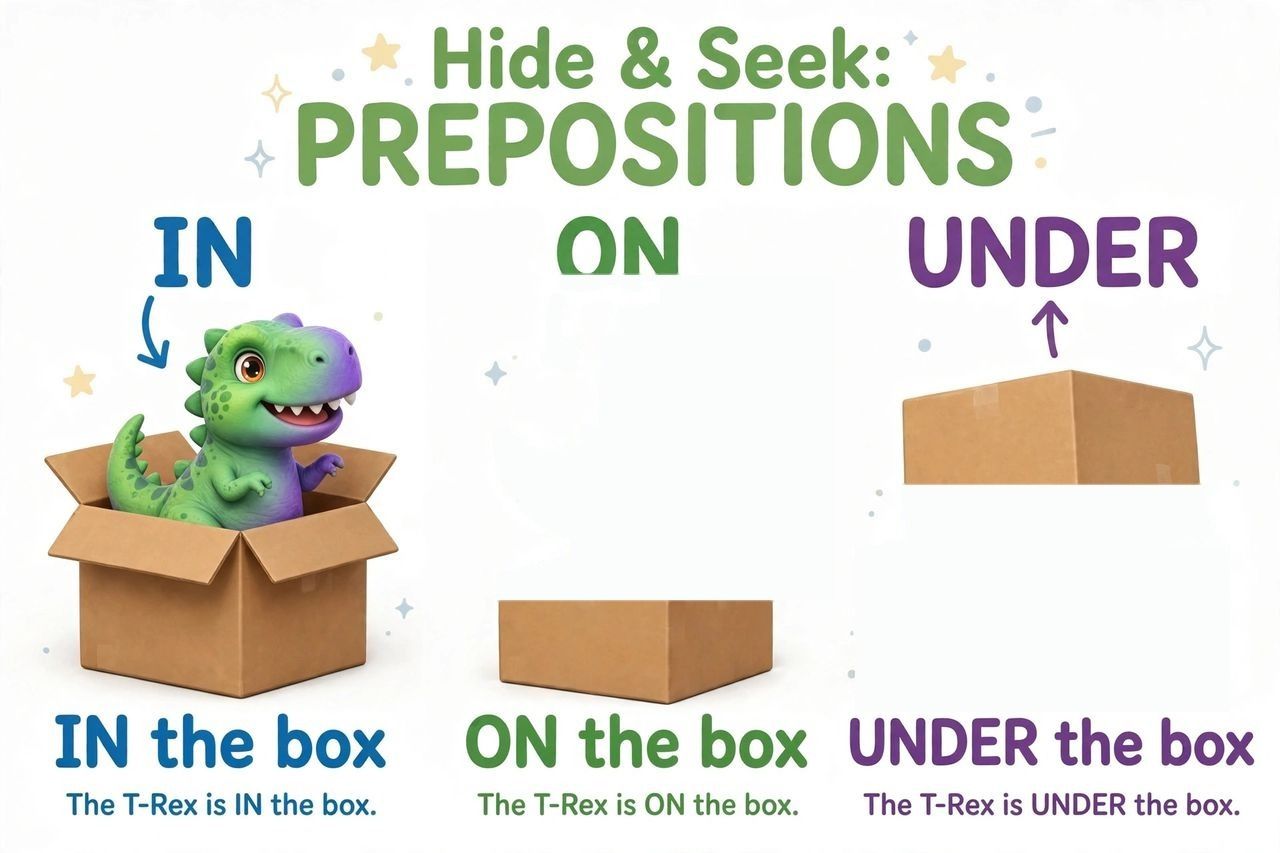 Hide & Seek:
PREPOSITIONS
IN
ON
UNDER
IN the box
ON the box
UNDER the box
The T-Rex is IN the box.
The T-Rex is ON the box.
The T-Rex is UNDER the box.